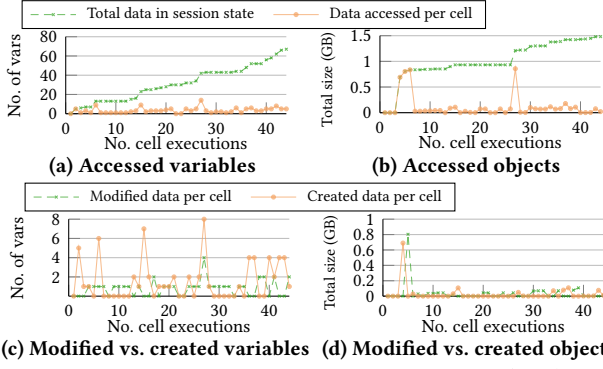 Total data in session state Data accessed per cell
No. of vars
80
60
40
20
0
0 10 20 30 40
No. cell executions
(a) Accessed variables
Total size (GB)
1.5
1
0.5
0
0 10 20 30 40
No. cell executions
(b) Accessed objects
Modified data per cell Created data per cell
No. of vars
8
6
4
2
0 10 20 30 40
No. cell executions
(c) Modified vs. created variables
Total size (GB)
1
0.8
0.6
0.4
0.2
0
0 10 20 30 40
No. cell executions
(d) Modified vs. created object